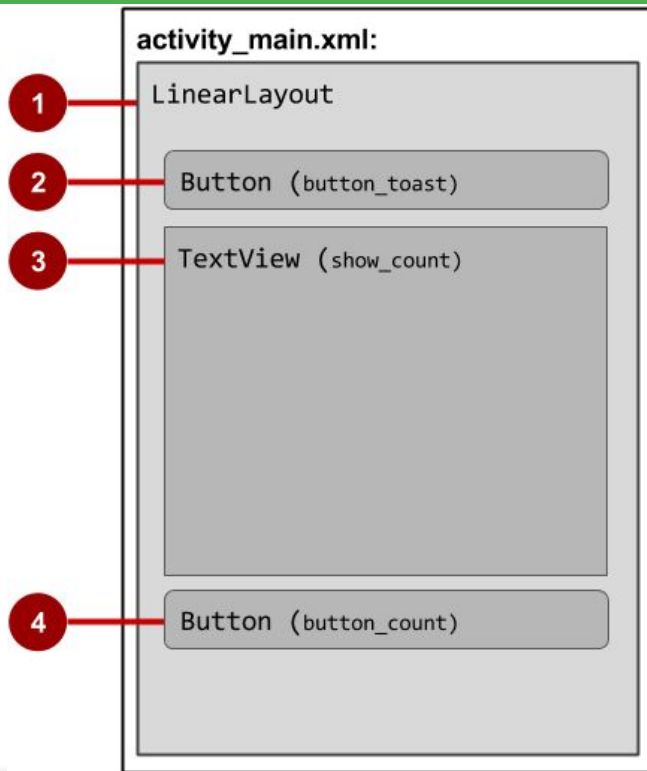 activity_main.xml:
1
LinearLayout
2
Button (button_toast)
3
TextView (show_count)
4
Button (button_count)